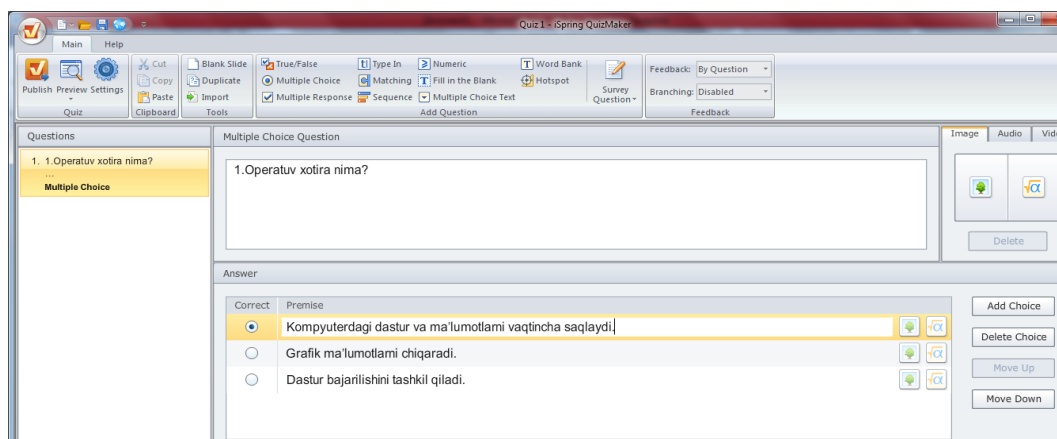 Quiz1 - iSpring QuizMaker
Main Help
Publish Preview Settings
Quiz
Cut
Copy
Paste
Clipboard
Blank Slide
Duplicate
Import
Tools
True/False
Multiple Choice
Multiple Response
Type In
Matching
Sequence
Numeric
Fill in the Blank
Multiple Choice Text
Word Bank
Hotspot
Survey
Question
Add Question
Feedback: By Question
Branching: Disabled
Feedback
Questions
1. 1.Operatuv xotira nima?
...
Multiple Choice
Multiple Choice Question
1.Operatuv xotira nima?
Image Audio Vid
Delete
Answer
Correct Premise
Kompyuterdagi dastur va ma'lumotlami vaqtincha saqlaydi.
Grafik ma'lumotlami chiqaradi.
Dastur bajarilishini tashkil qiladi.
Add Choice
Delete Choice
Move Up
Move Down